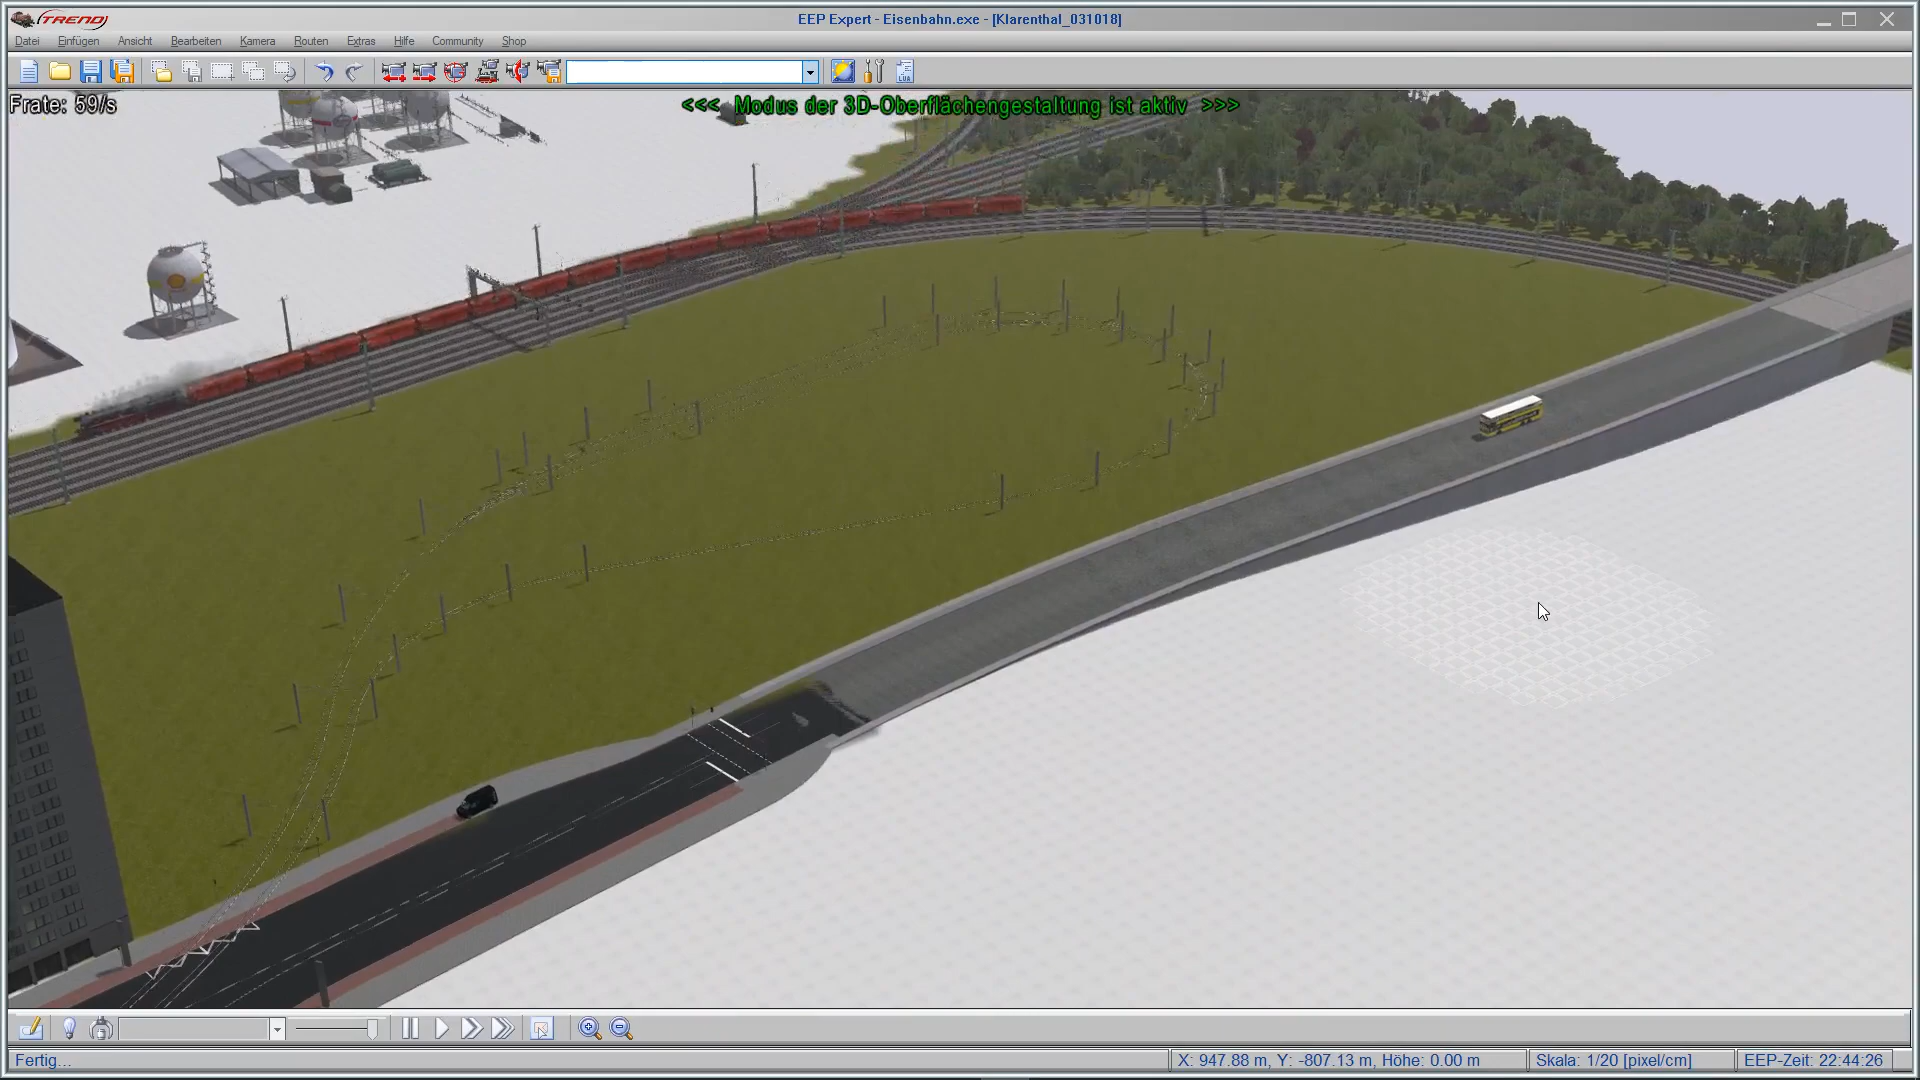 TREND
EEP Expert - Eisenbahn.exe - [Klarenthal_031018]
Datei Einfügen Ansicht Bearbeiten Kamera Routen Extras Hilfe Community Shop
LUA
Frate: 59/s
<<< Modus der 3D-Oberflächengestaltung ist aktiv >>>
Fertig...
X: 947.88 m, Y: -807.13 m, Höhe: 0.00 m
Skala: 1/20 [pixel/cm]
EEP-Zeit: 22:44:26